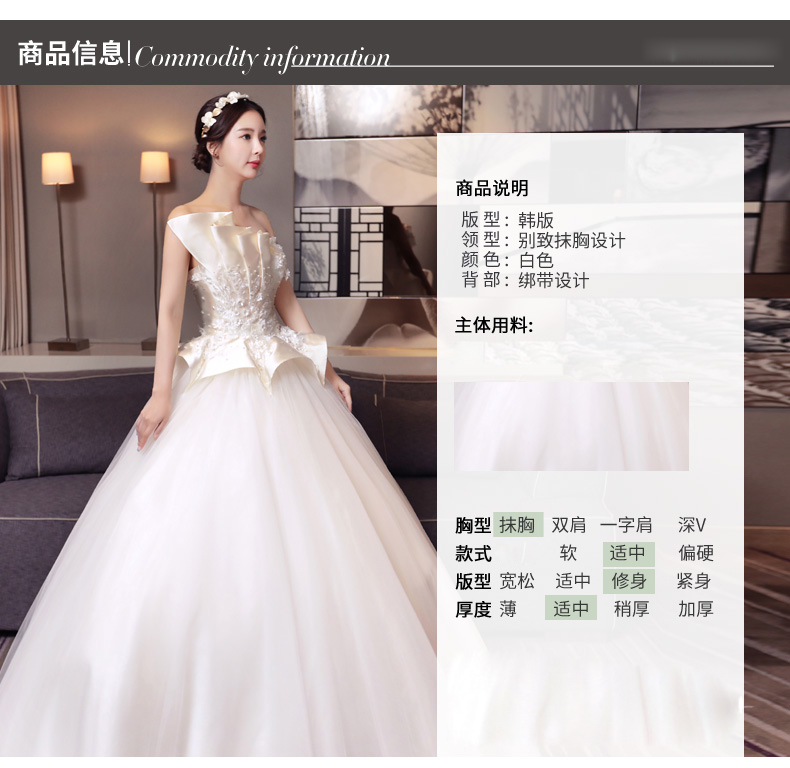 商品信息 Commodity information
商品说明
版型：韩版
领型：别致抹胸设计
颜色：白色
背部：绑带设计
主体用料:
胸型 抹胸 双肩 一字肩 深V
款式 软 适中 偏硬
版型 宽松 适中 修身 紧身
厚度 薄 适中 稍厚 加厚